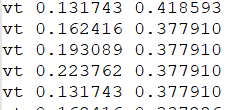 vt 0.131743 0.418593
vt 0.162416 0.377910
vt 0.193089 0.377910
vt 0.223762 0.377910
vt 0.131743 0.377910